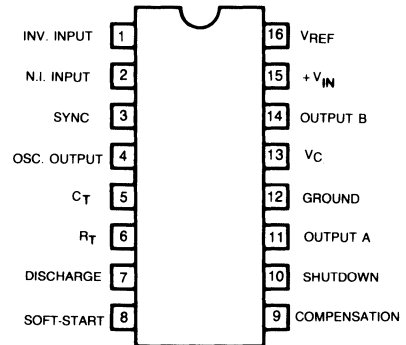 INV. INPUT 1
N.I. INPUT 2
SYNC 3
OSC. OUTPUT 4
CT 5
RT 6
DISCHARGE 7
SOFT-START 8
16 VREF
15 +VIN
14 OUTPUT B
13 VC
12 GROUND
11 OUTPUT A
10 SHUTDOWN
9 COMPENSATION